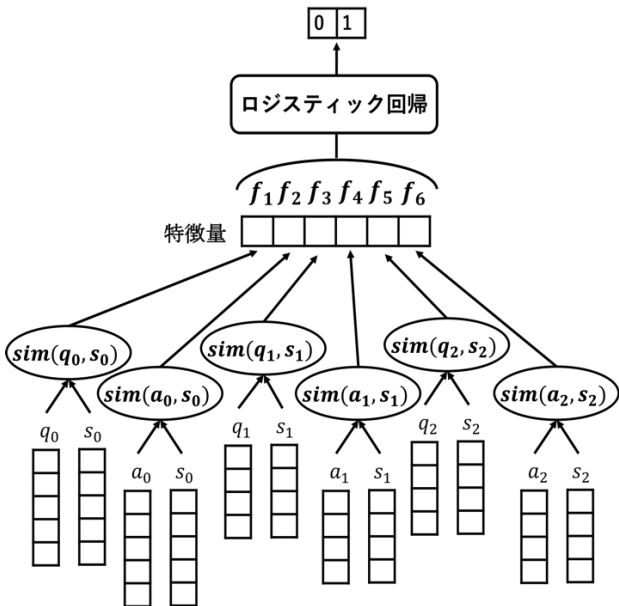 0 1
ロジスティック回帰
f₁ f₂ f₃ f₄ f₅ f₆
特徴量
sim(q₀, s₀)
sim(a₀, s₀)
sim(q₁, s₁)
sim(a₁, s₁)
sim(q₂, s₂)
sim(a₂, s₂)
q₀ s₀
a₀ s₀
q₁ s₁
a₁ s₁
q₂ s₂
a₂ s₂